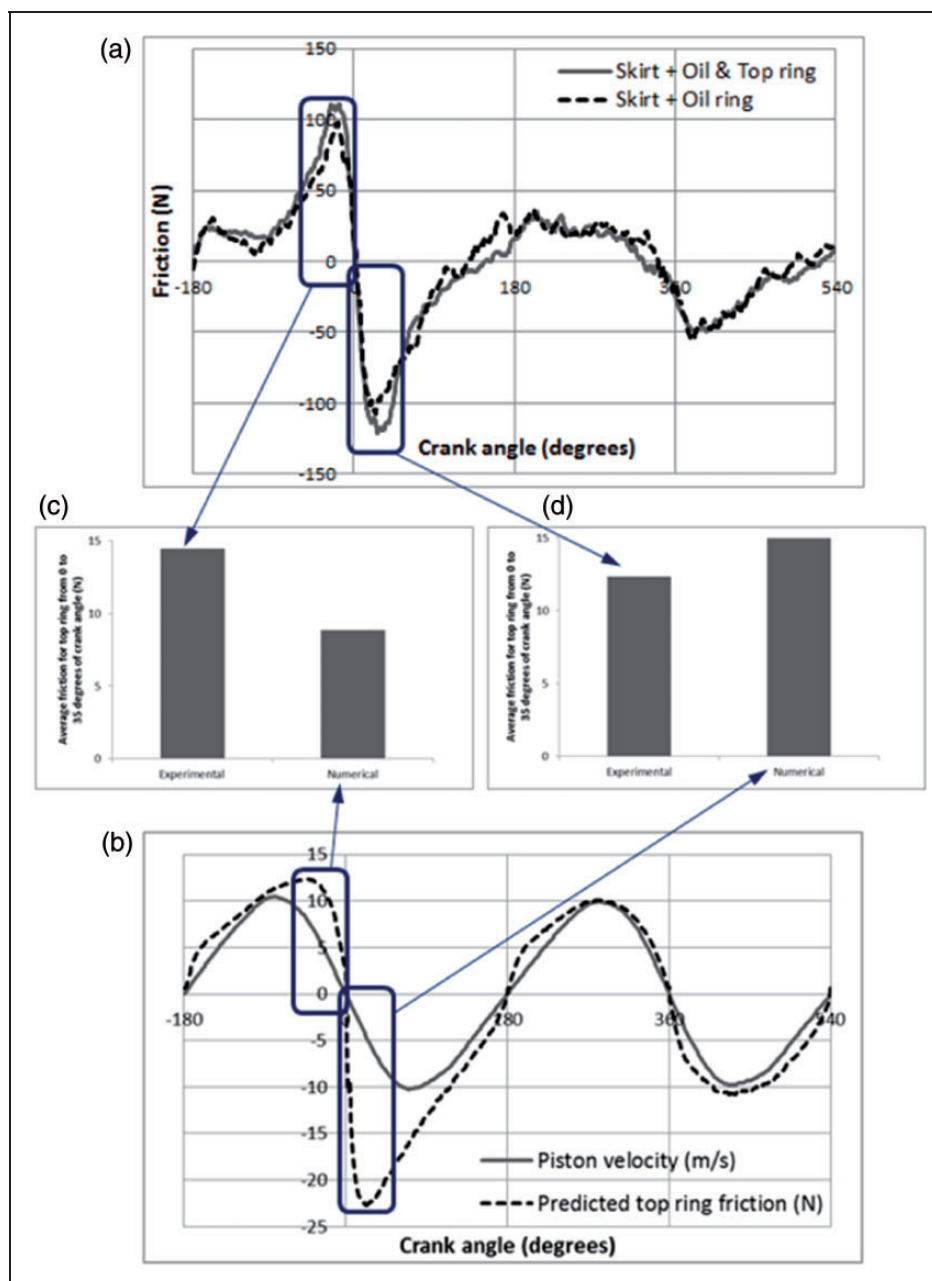 (a)
150
Skirt + Oil & Top ring
Skirt + Oil ring
100
50
0
-50
-100
-150
Friction (N)
-180
0
180
360
540
Crank angle (degrees)
(c)
15
10
5
0
Average friction for top ring from 0 to
35 degrees of crank angle (N)
Experimental
Numerical
(d)
15
10
5
0
Average friction for top ring from 0 to
35 degrees of crank angle (N)
Experimental
Numerical
(b)
15
10
5
0
-5
-10
-15
-20
-25
-180
0
180
360
540
Piston velocity (m/s)
Predicted top ring friction (N)
Crank angle (degrees)